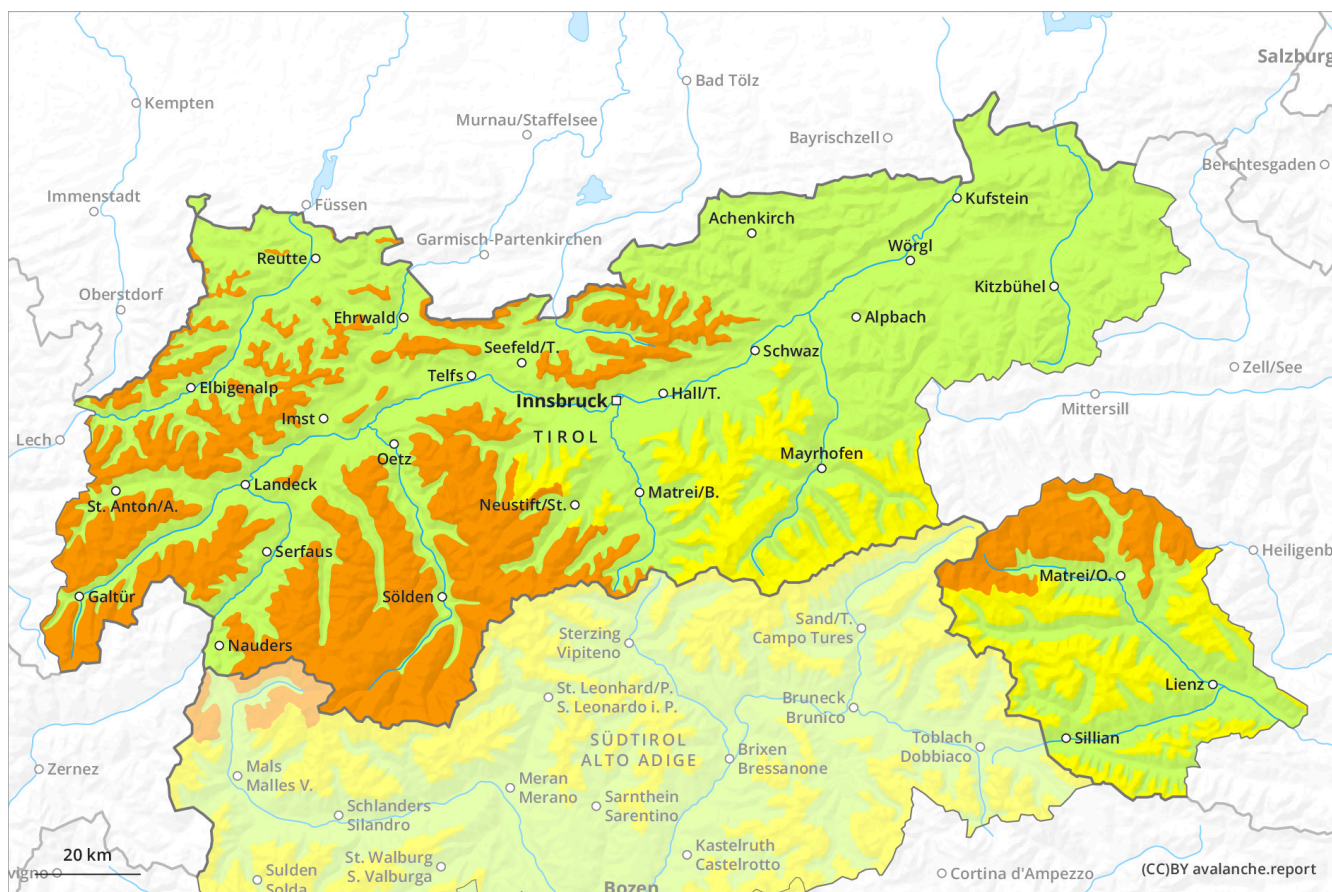 Salzburg
Bad Tölz
Kempten
Murnau/Staffelsee
Bayrischzell
Berchtesgaden
Immenstadt
Füssen
Kufstein
Achenkirch
Garmisch-Partenkirchen
Wörgl
Reutte
Kitzbühel
Oberstdorf
Ehrwald
Alpbach
Seefeld/T.
Schwaz
Zell/See
Telfs
Elbigenalp
Hall/T.
Innsbruck
Mittersill
Imst
Lech
TIROL
Oetz
Mayrhofen
Landeck
Matrei/B.
St. Anton/A.
Neustift/St.
Serfaus
Heiligenb
Matrei/O.
Galtür
Sölden
Sand/T.
Campo Tures
Sterzing
Vipiteno
Nauders
Lienz
St. Leonhard/P.
S. Leonardo i. P.
Bruneck
Brunico
SÜDTIROL
ALTO ADIGE
Sillian
Toblach
Dobbiaco
Brixen
Bressanone
Zernez
Mals
Malles V.
Meran
Merano
Sarnthein
Sarentino
Schlanders
Silandro
Kastelruth
Castelrotto
20 km
St. Walburg
S. Valburga
vigno
Sulden
Solda
Bozen
Cortina d'Ampezzo
(CC)BY avalanche.report